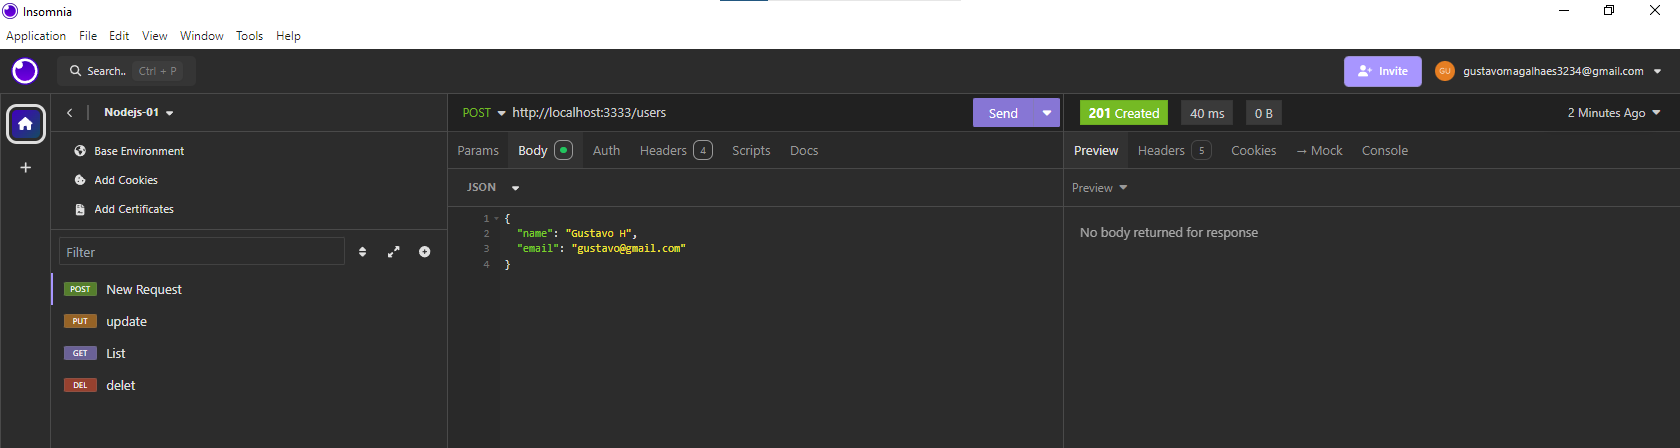 Insomnia
Application File Edit View Window Tools Help
Search.. Ctrl + P
Invite
GU gustavomagalhaes3234@gmail.com
Nodejs-01
POST http://localhost:3333/users
Send
201 Created 40 ms 0 B
2 Minutes Ago
Base Environment
Add Cookies
Add Certificates
Params Body Auth Headers 4 Scripts Docs
Preview Headers 5 Cookies → Mock Console
JSON
Preview
Filter
POST New Request
PUT update
GET List
DEL delet
1 {
2 "name": "Gustavo H",
3 "email": "gustavo@gmail.com"
4 }
No body returned for response